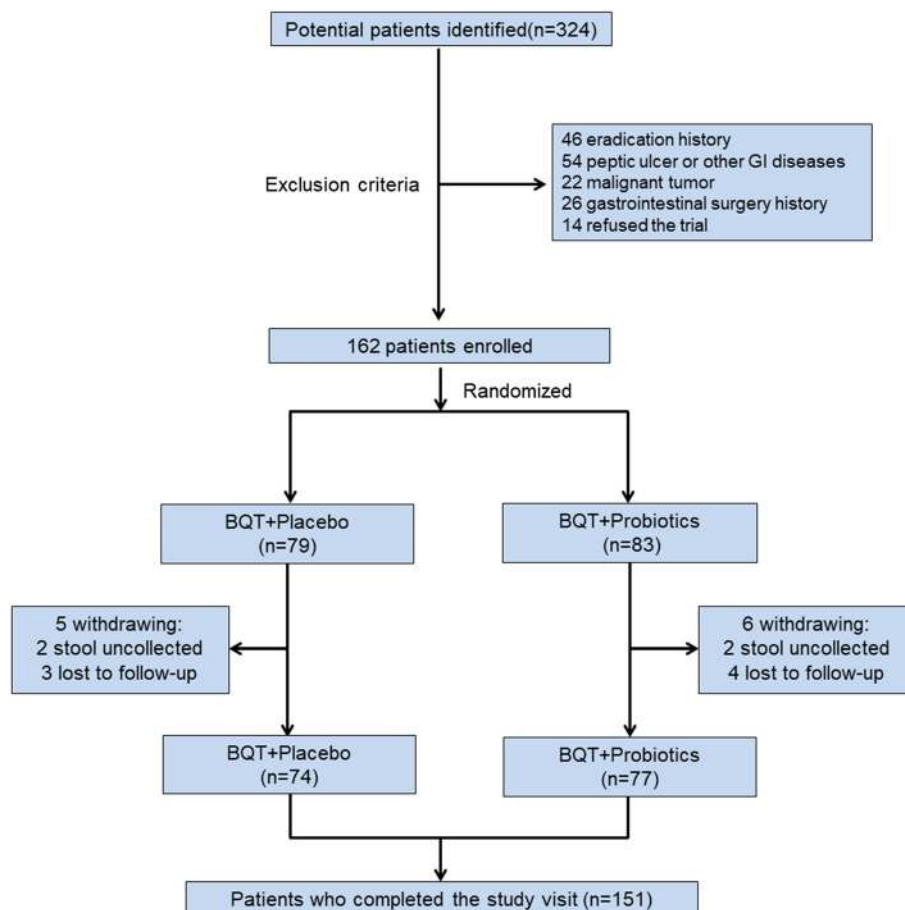 Potential patients identified(n=324)
Exclusion criteria
46 eradication history
54 peptic ulcer or other GI diseases
22 malignant tumor
26 gastrointestinal surgery history
14 refused the trial
162 patients enrolled
Randomized
BQT+Placebo
(n=79)
BQT+Probiotics
(n=83)
5 withdrawing:
2 stool uncollected
3 lost to follow-up
6 withdrawing:
2 stool uncollected
4 lost to follow-up
BQT+Placebo
(n=74)
BQT+Probiotics
(n=77)
Patients who completed the study visit (n=151)